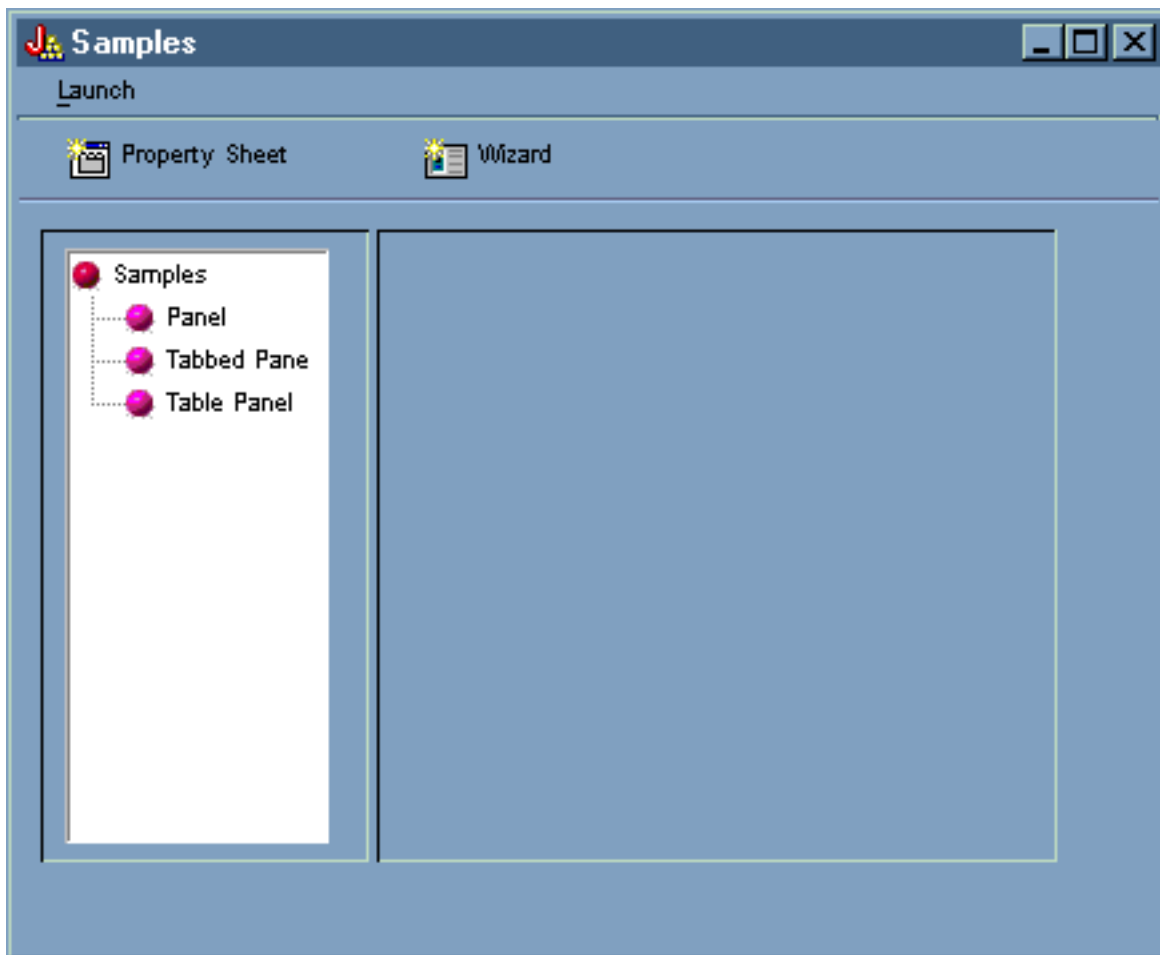 Samples
Launch
Property Sheet Wizard
Samples
Panel
Tabbed Pane
Table Panel